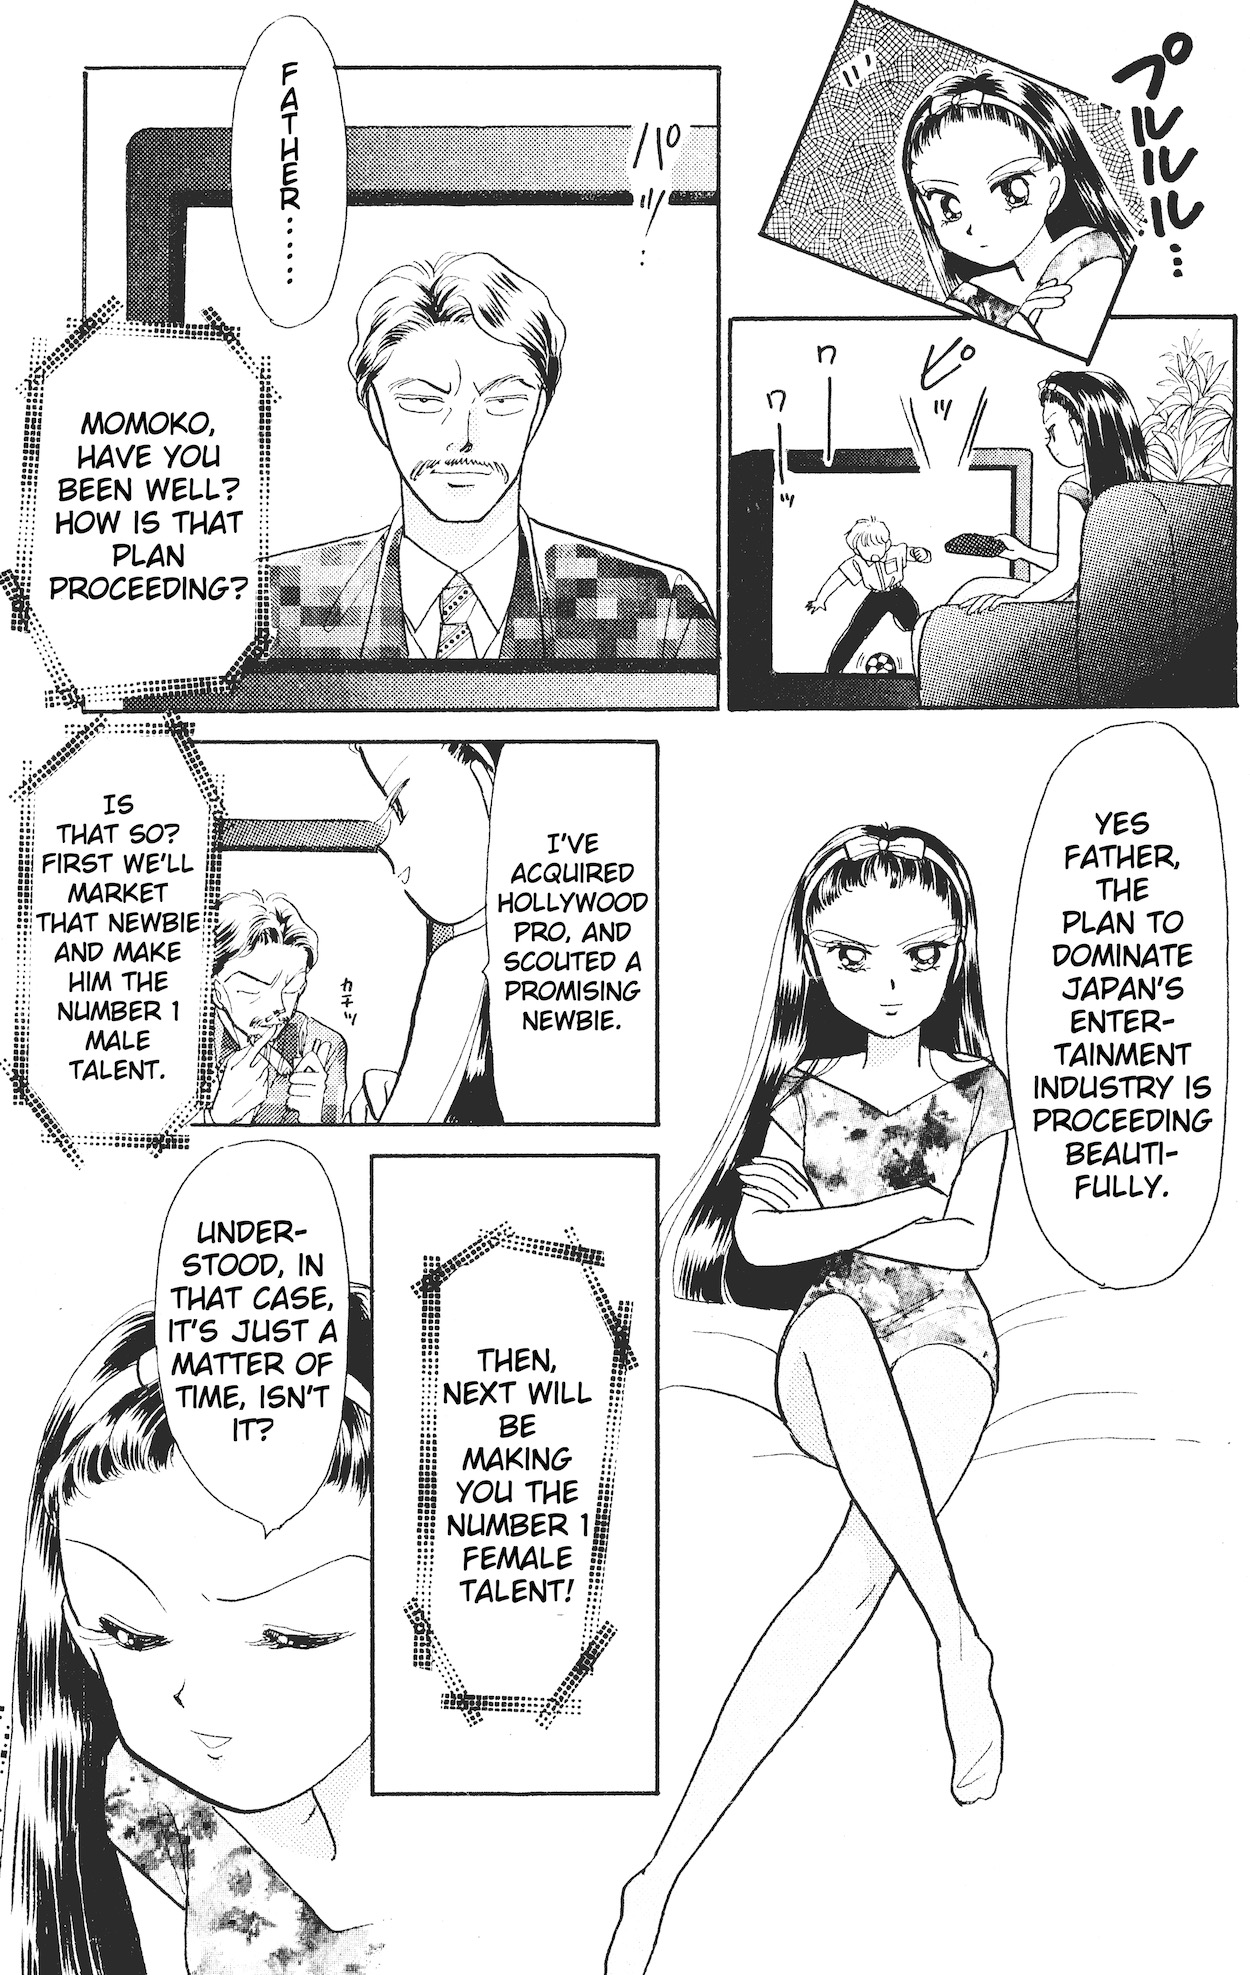 プルルルル…
ワ
ワ
ーッ
ピッ
パッ
…
FATHER.......
MOMOKO,
HAVE YOU
BEEN WELL?
HOW IS THAT
PLAN
PROCEEDING?
YES
FATHER,
THE
PLAN TO
DOMINATE
JAPAN'S
ENTER-
TAINMENT
INDUSTRY IS
PROCEEDING
BEAUTI-
FULLY.
I'VE
ACQUIRED
HOLLYWOOD
PRO, AND
SCOUTED A
PROMISING
NEWBIE.
カチッ
IS
THAT SO?
FIRST WE'LL
MARKET
THAT NEWBIE
AND MAKE
HIM THE
NUMBER 1
MALE
TALENT.
THEN,
NEXT WILL
BE
MAKING
YOU THE
NUMBER 1
FEMALE
TALENT!
UNDER-
STOOD, IN
THAT CASE,
IT'S JUST A
MATTER OF
TIME, ISN'T
IT?